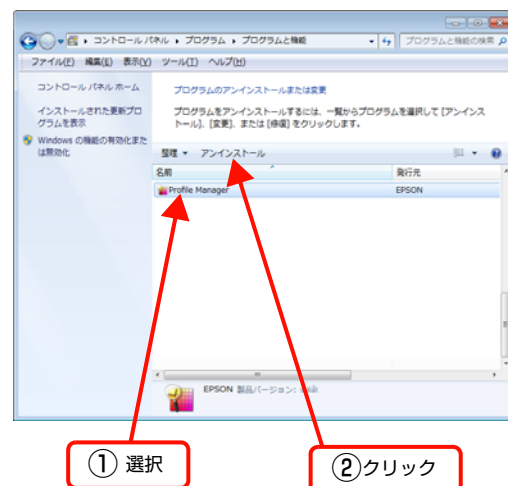 コントロール パネル ▸ プログラム ▸ プログラムと機能
プログラムと機能の検索
ファイル(F) 編集(E) 表示(V) ツール(T) ヘルプ(H)
コントロール パネル ホーム
インストールされた更新プログラムを表示
Windows の機能の有効化または無効化
プログラムのアンインストールまたは変更
プログラムをアンインストールするには、一覧からプログラムを選択して [アンインス
トール]、[変更]、または [修復] をクリックします。
整理 アンインストール
名前 発行元
Profile Manager EPSON
EPSON 製品バージョン:
① 選択
②クリック